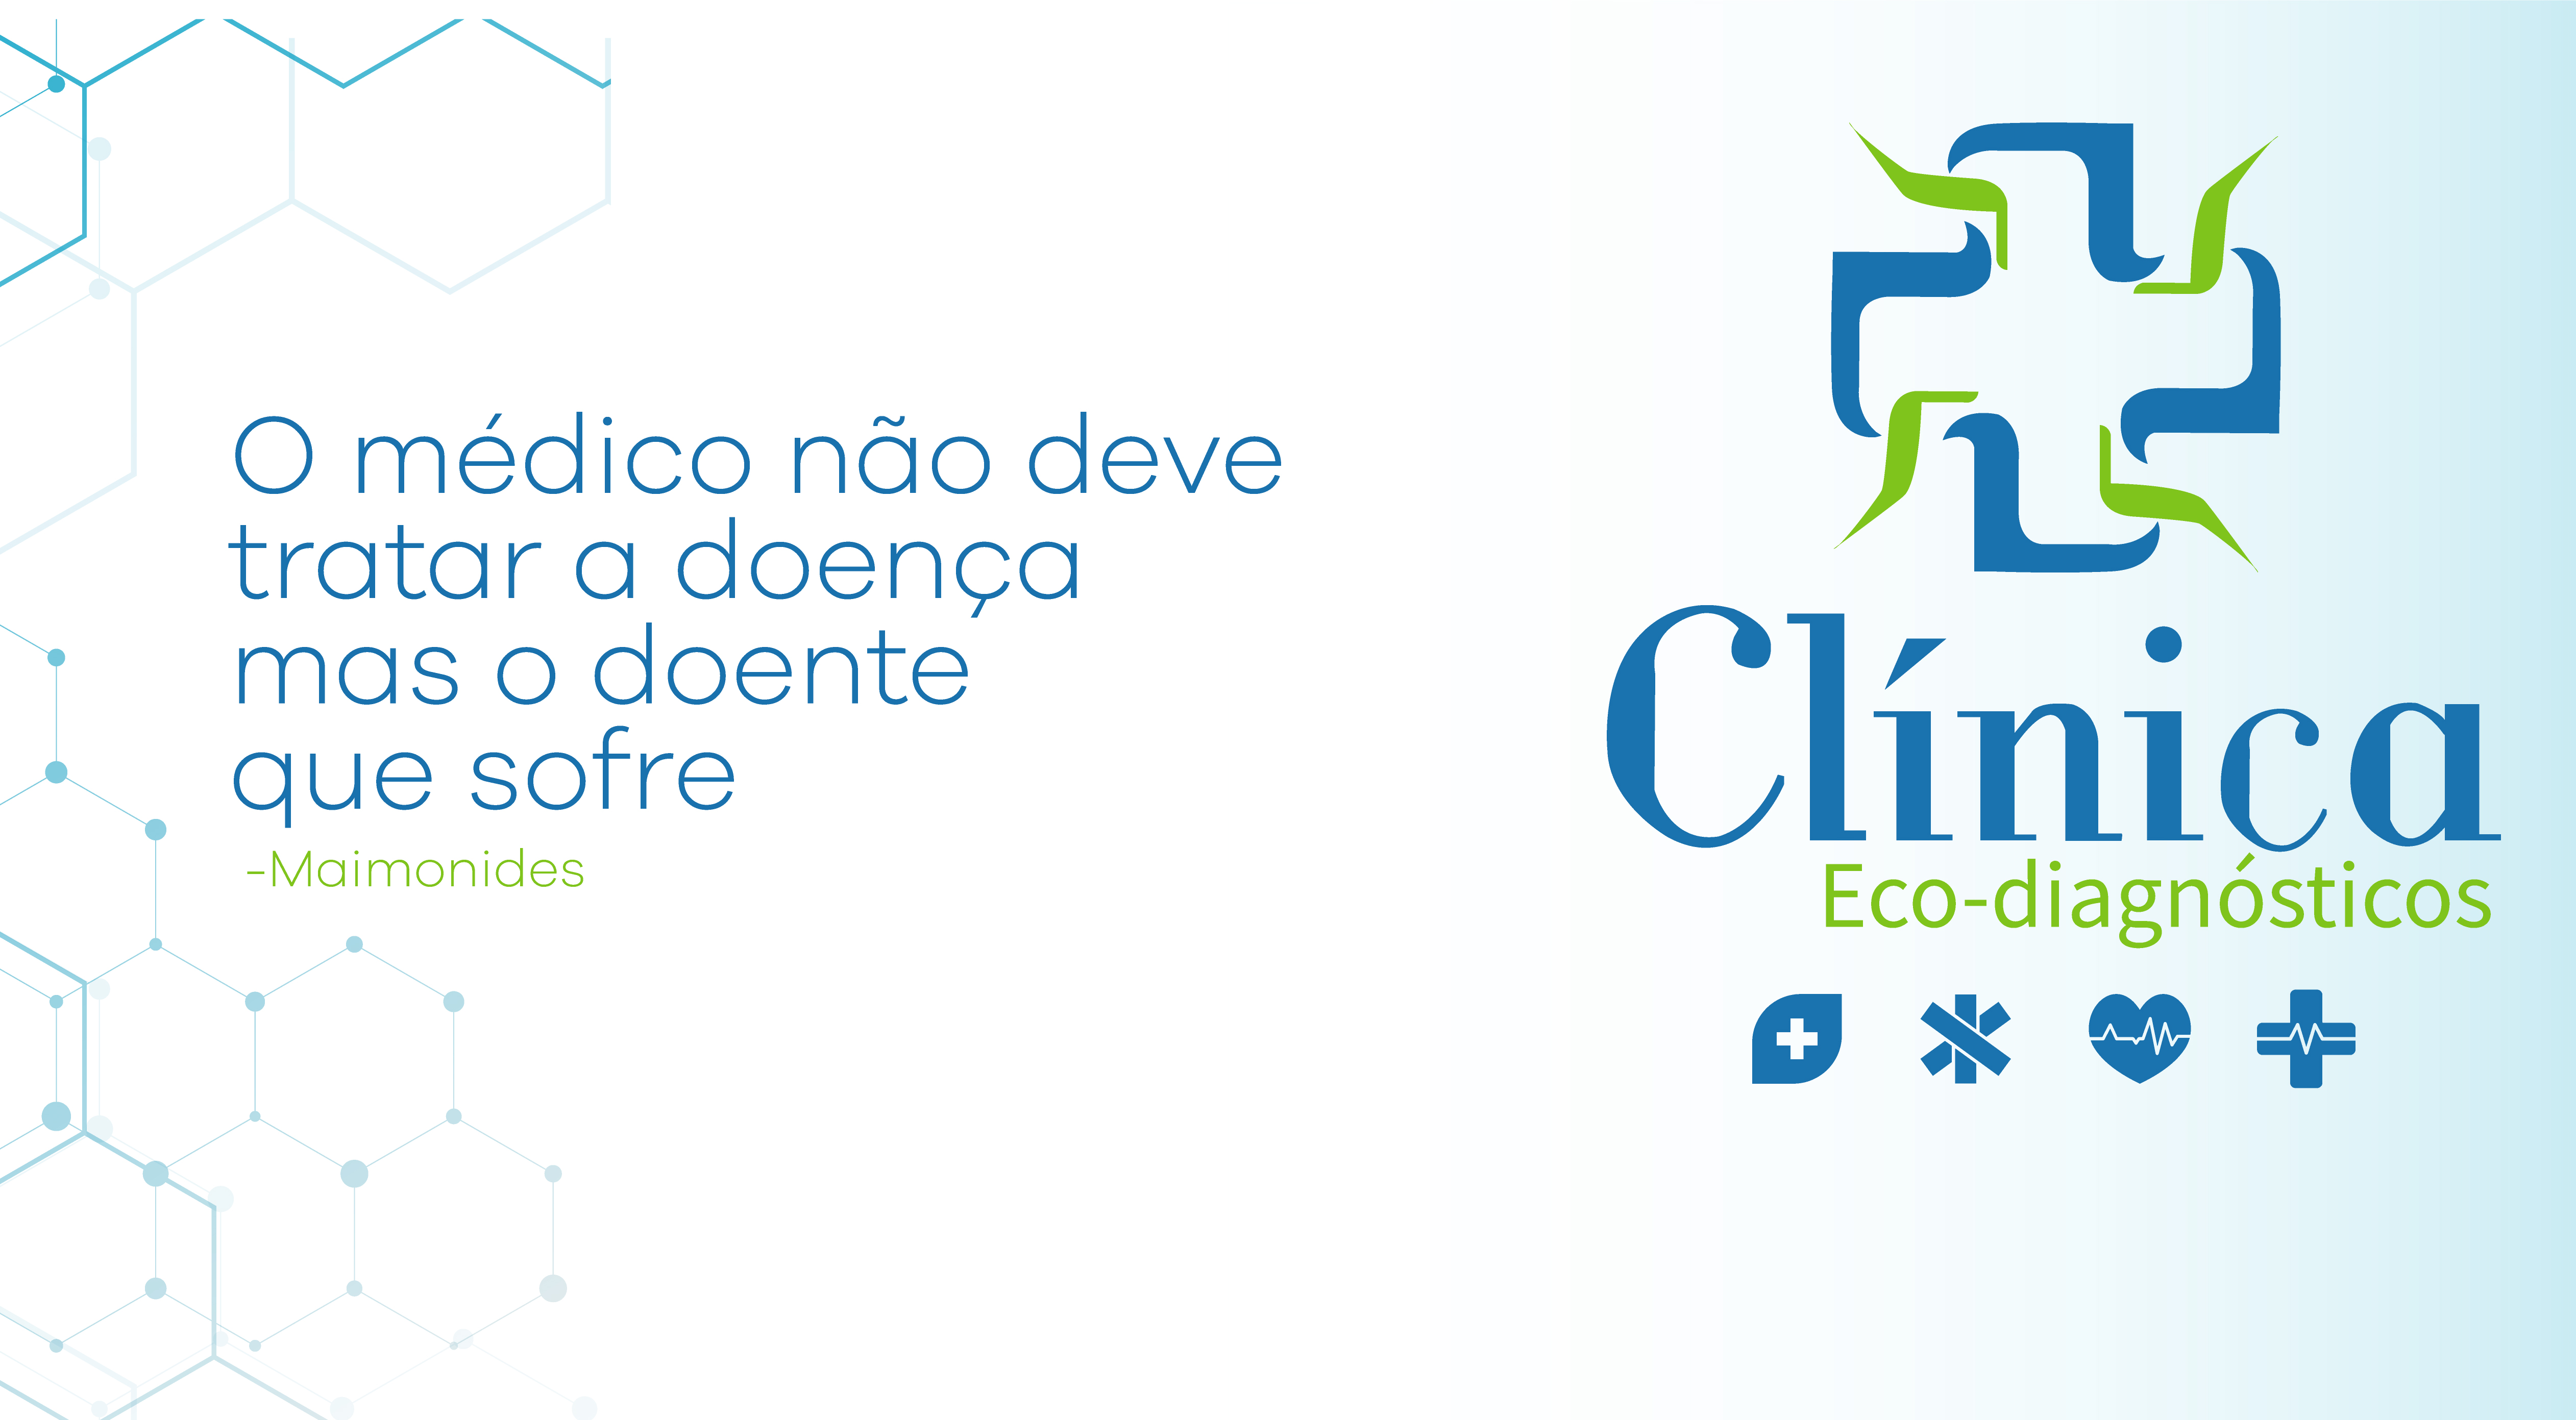 O médico não deve
tratar a doença
mas o doente
que sofre
-Maimonides
Clínica
Eco-diagnósticos